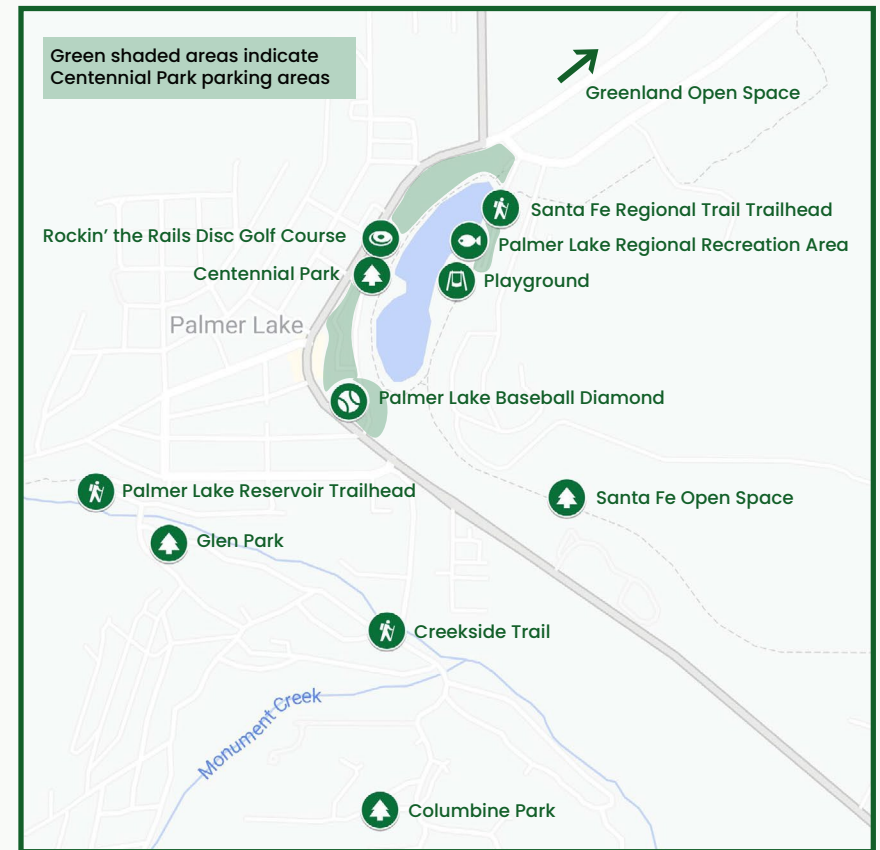 Green shaded areas indicate
Centennial Park parking areas
Greenland Open Space
Santa Fe Regional Trail Trailhead
Rockin' the Rails Disc Golf Course
Palmer Lake Regional Recreation Area
Centennial Park
Playground
Palmer Lake
Palmer Lake Baseball Diamond
Palmer Lake Reservoir Trailhead
Santa Fe Open Space
Glen Park
Creekside Trail
Monument Creek
Columbine Park